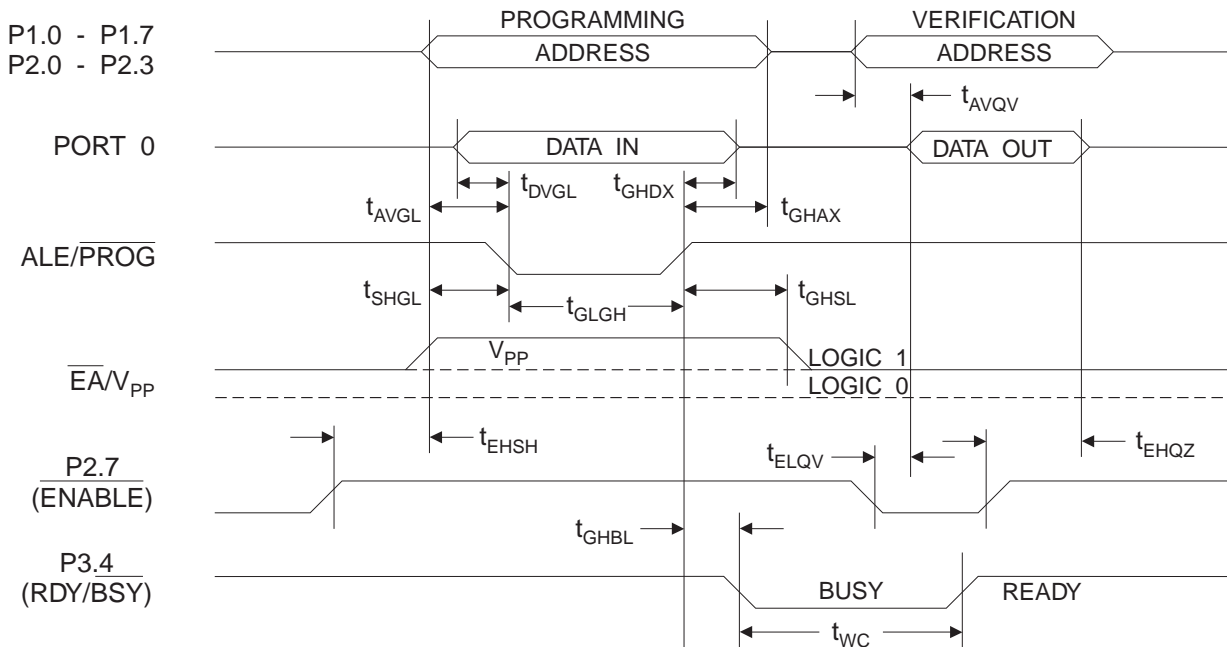 PROGRAMMING VERIFICATION
P1.0 - P1.7
P2.0 - P2.3
ADDRESS ADDRESS
tAVQV
PORT 0 DATA IN DATA OUT
tDVGL tGHDX
tAVGL tGHAX
ALE/PROG
tSHGL tGLGH tGHSL
VPP LOGIC 1
EA/VPP LOGIC 0
tEHSH tELQV tEHQZ
P2.7
(ENABLE)
tGHBL
P3.4
(RDY/BSY) BUSY READY
tWC